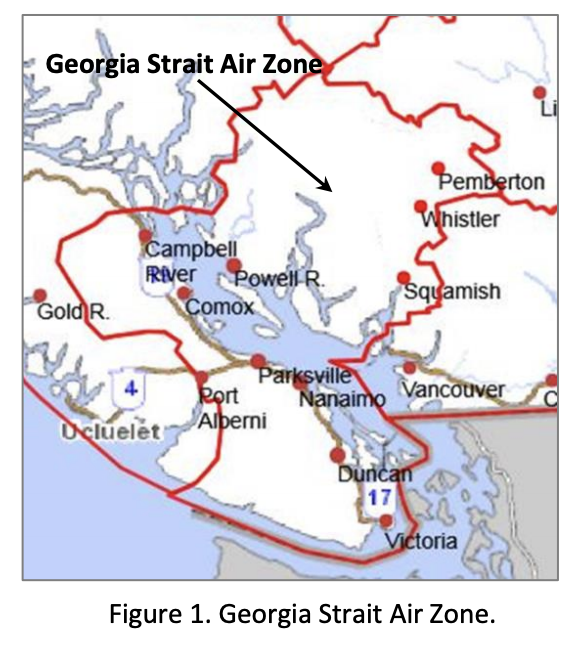 Georgia Strait Air Zone
Li
Pemberton
Whistler
Campbell
River
Powell R.
Squamish
Gold R.
Comox
Parksville
4
Port
Alberni
Nanaimo
Vancouver
C
Ucluelet
Duncan
17
Victoria
Figure 1. Georgia Strait Air Zone.